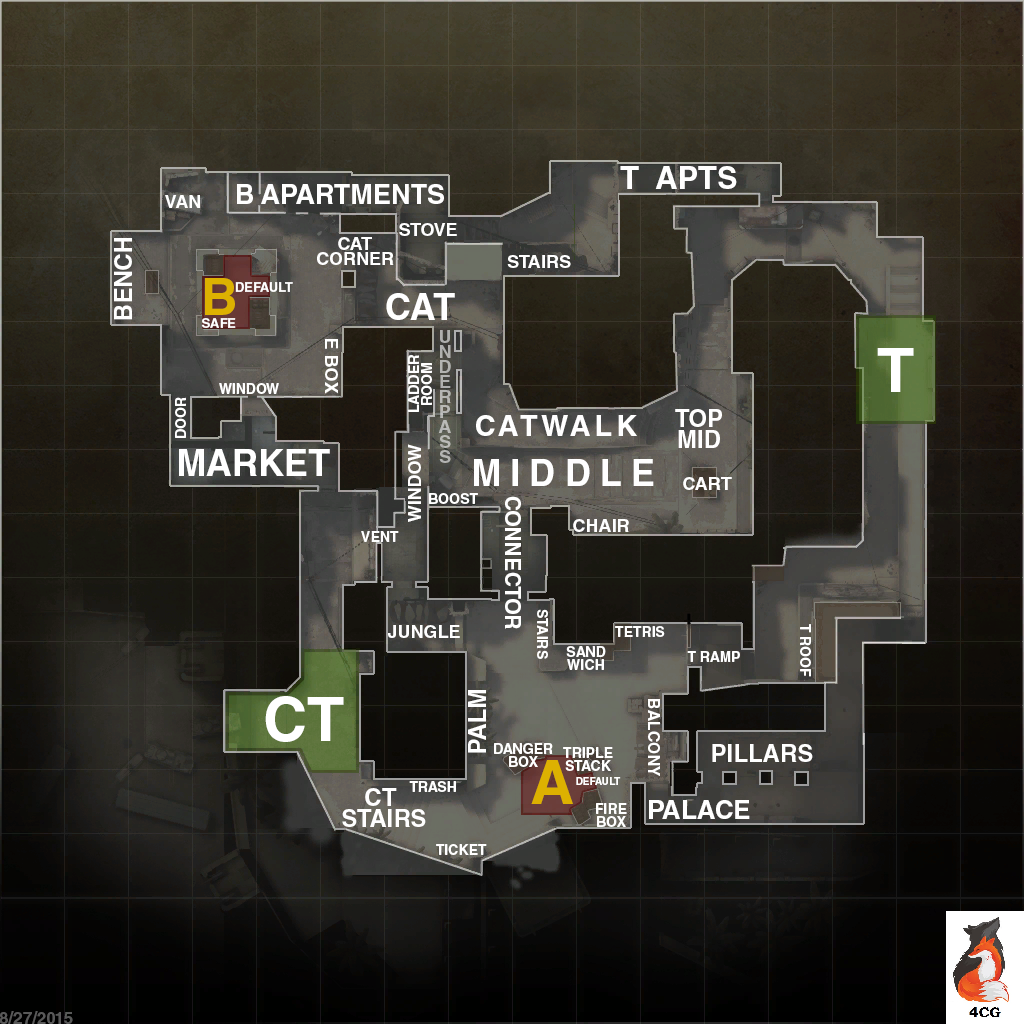 T APTS
B APARTMENTS
VAN
STOVE
CAT
CORNER
STAIRS
BENCH
B
DEFAULT
SAFE
CAT
UNDERPASS
E BOX
LADDER
ROOM
T
WINDOW
DOOR
CATWALK
TOP
MID
MARKET
MIDDLE
WINDOW
CART
BOOST
CONNECTOR
CHAIR
VENT
JUNGLE
STAIRS
TETRIS
SAND
WICH
T RAMP
T ROOF
CT
PALM
BALCONY
DANGER
BOX
TRIPLE
STACK
PILLARS
A
DEFAULT
TRASH
CT
STAIRS
FIRE
BOX
PALACE
TICKET
4CG
8/27/2015